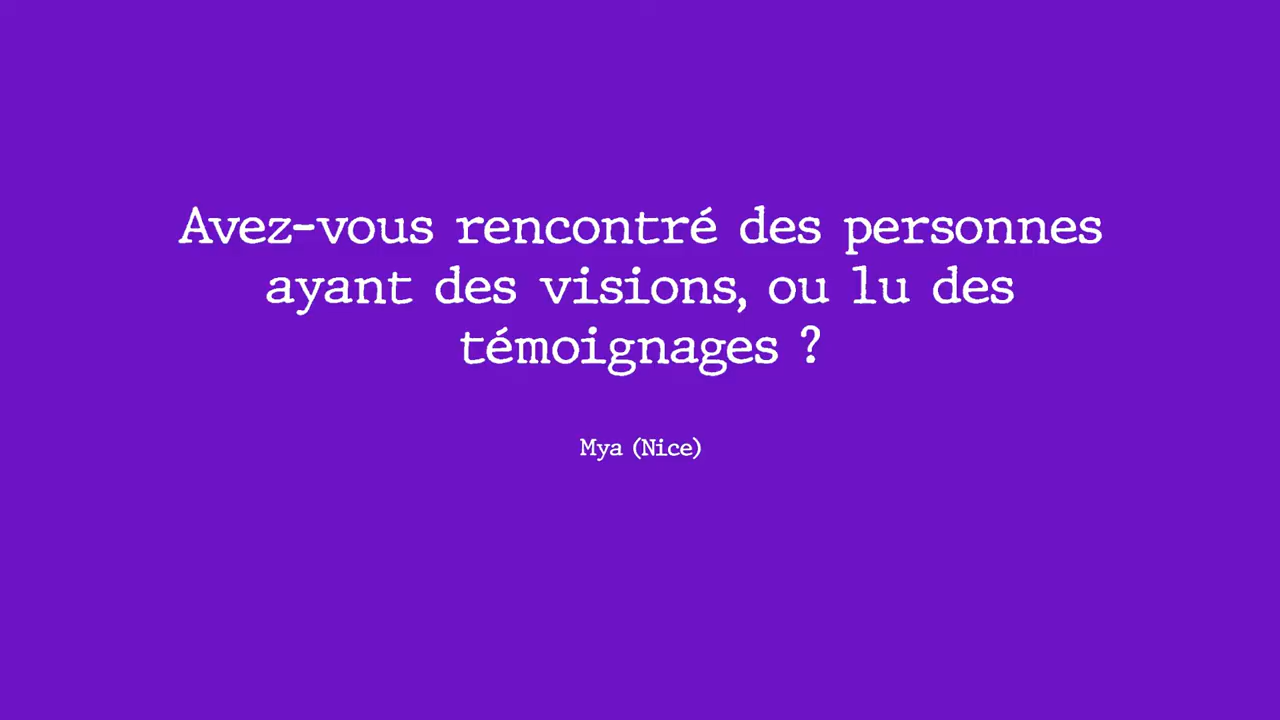 Avez-vous rencontré des personnes
ayant des visions, ou lu des
témoignages ?
Mya (Nice)